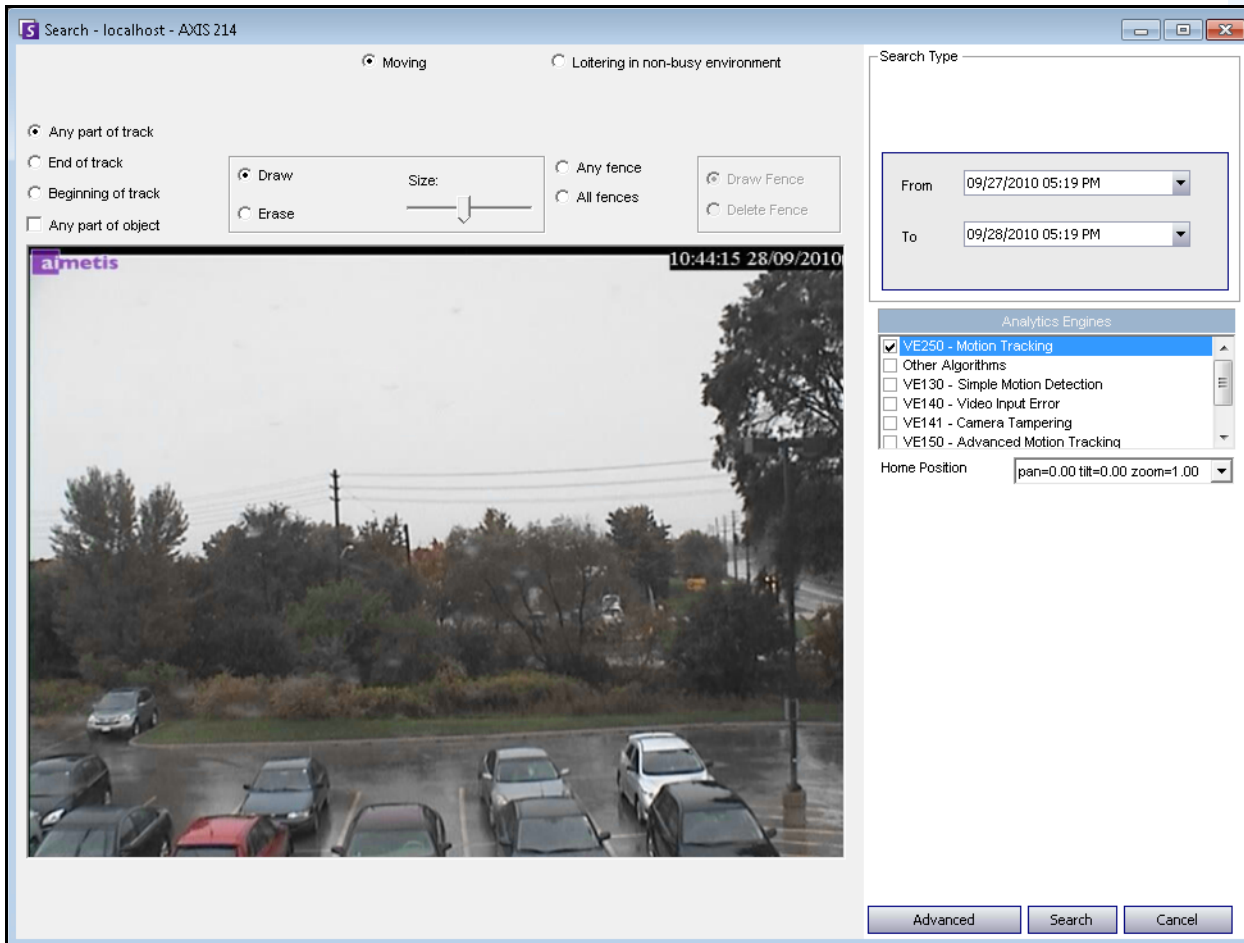 Search - localhost - AXIS 214
Moving
Loitering in non-busy environment
Any part of track
End of track
Beginning of track
Any part of object
Draw
Erase
Size:
Any fence
All fences
Draw Fence
Delete Fence
aimetis
10:44:15 28/09/2010
Search Type
From 09/27/2010 05:19 PM
To 09/28/2010 05:19 PM
Analytics Engines
VE250 - Motion Tracking
Other Algorithms
VE130 - Simple Motion Detection
VE140 - Video Input Error
VE141 - Camera Tampering
VE150 - Advanced Motion Tracking
Home Position pan=0.00 tilt=0.00 zoom=1.00
Advanced Search Cancel